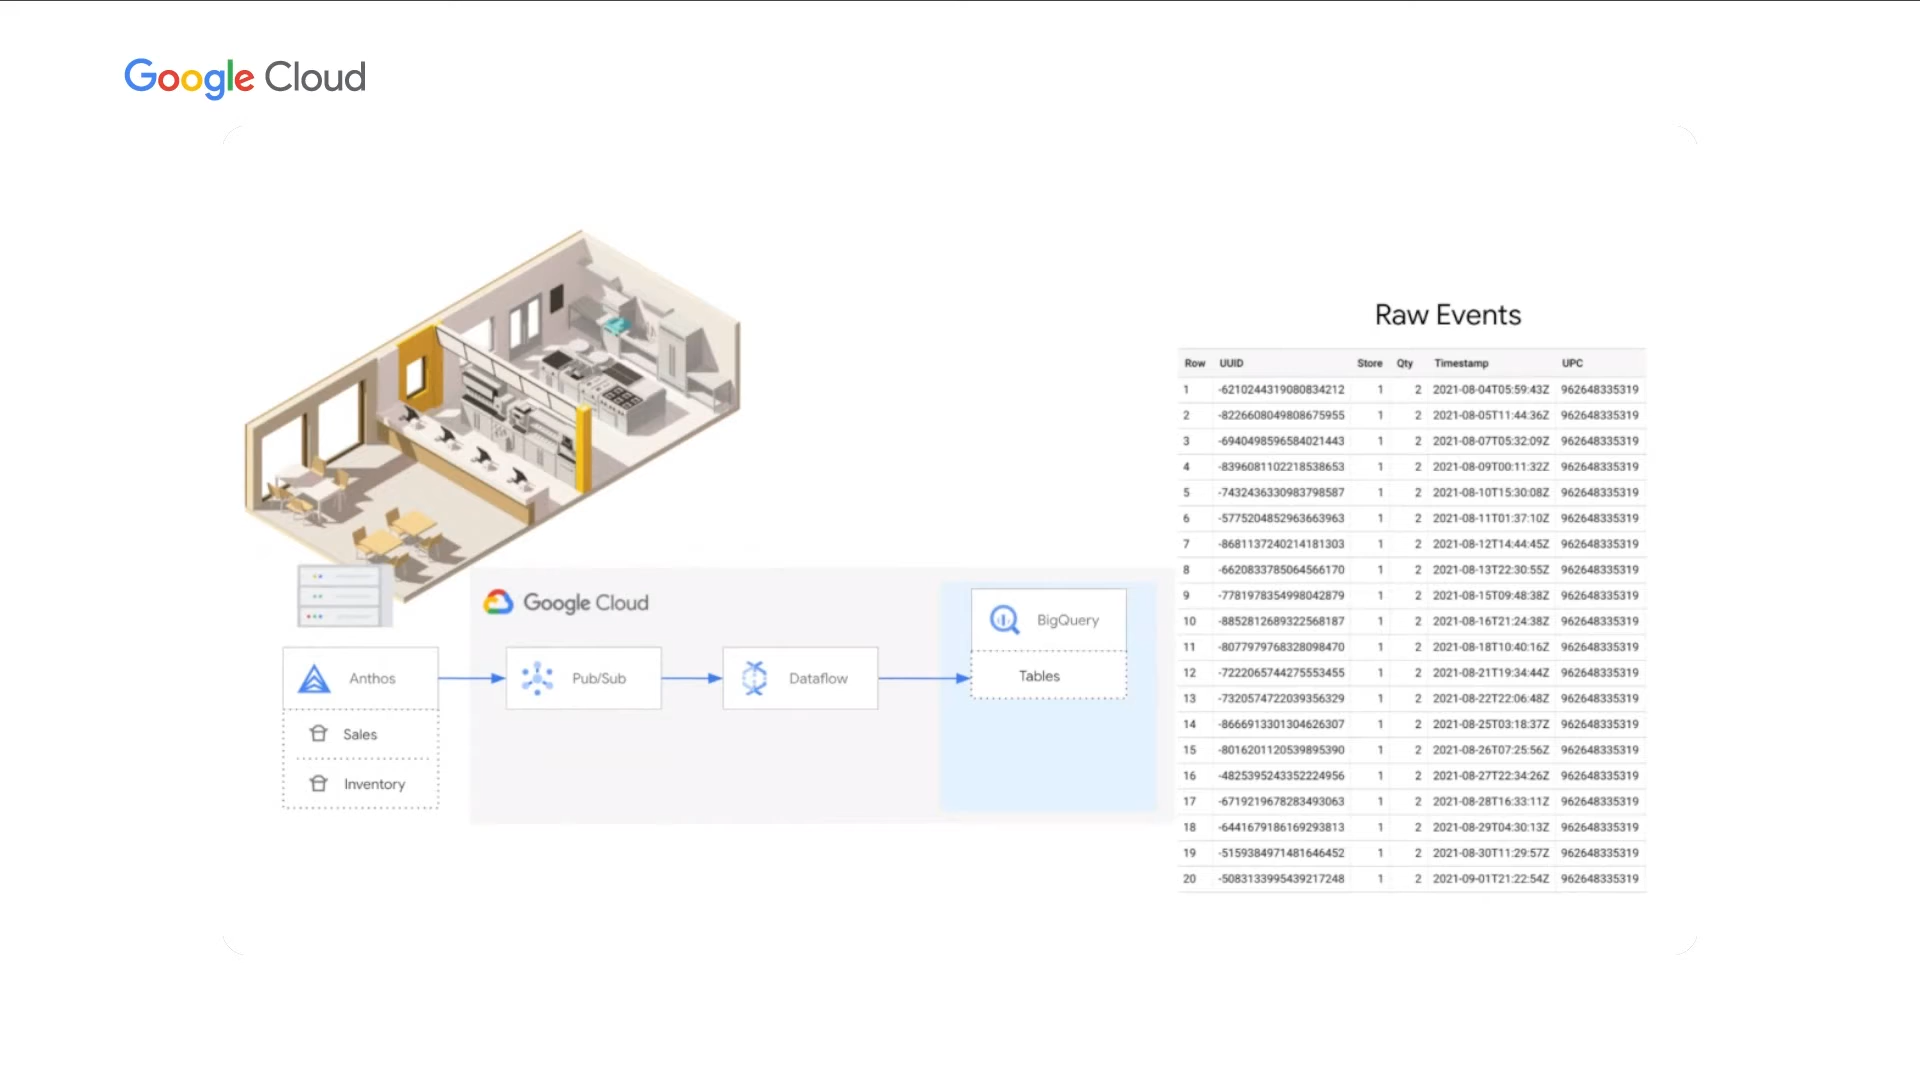 Google Cloud
Raw Events
Row UUID Store Qty Timestamp UPC
1 -6210244319080834212 1 2 2021-08-04T05:59:43Z 962648335319
2 -8226608049808675955 1 2 2021-08-05T11:44:36Z 962648335319
3 -6940498596584021443 1 2 2021-08-07T05:32:09Z 962648335319
4 -8396081102218538653 1 2 2021-08-09T00:11:32Z 962648335319
5 -7432436330983798587 1 2 2021-08-10T15:30:08Z 962648335319
6 -5775204852963663963 1 2 2021-08-11T01:37:10Z 962648335319
7 -8681137240214181303 1 2 2021-08-12T14:44:45Z 962648335319
8 -6620833785064566170 1 2 2021-08-13T22:30:55Z 962648335319
9 -7781978354998042879 1 2 2021-08-15T09:48:38Z 962648335319
10 -8852812689322568187 1 2 2021-08-16T21:24:38Z 962648335319
11 -8077979768328098470 1 2 2021-08-18T10:40:16Z 962648335319
12 -7222065744275553455 1 2 2021-08-21T19:34:44Z 962648335319
13 -7320574722039356329 1 2 2021-08-22T22:06:48Z 962648335319
14 -8666913301304626307 1 2 2021-08-25T03:18:37Z 962648335319
15 -8016201120539895390 1 2 2021-08-26T07:25:56Z 962648335319
16 -4825395243352224956 1 2 2021-08-27T22:34:26Z 962648335319
17 -6719219678283493063 1 2 2021-08-28T16:33:11Z 962648335319
18 -6441679186169293813 1 2 2021-08-29T04:30:13Z 962648335319
19 -5159384971481646452 1 2 2021-08-30T11:29:57Z 962648335319
20 -5083133995439217248 1 2 2021-09-01T21:22:54Z 962648335319
Google Cloud
Anthos
Sales
Inventory
Pub/Sub
Dataflow
BigQuery
Tables